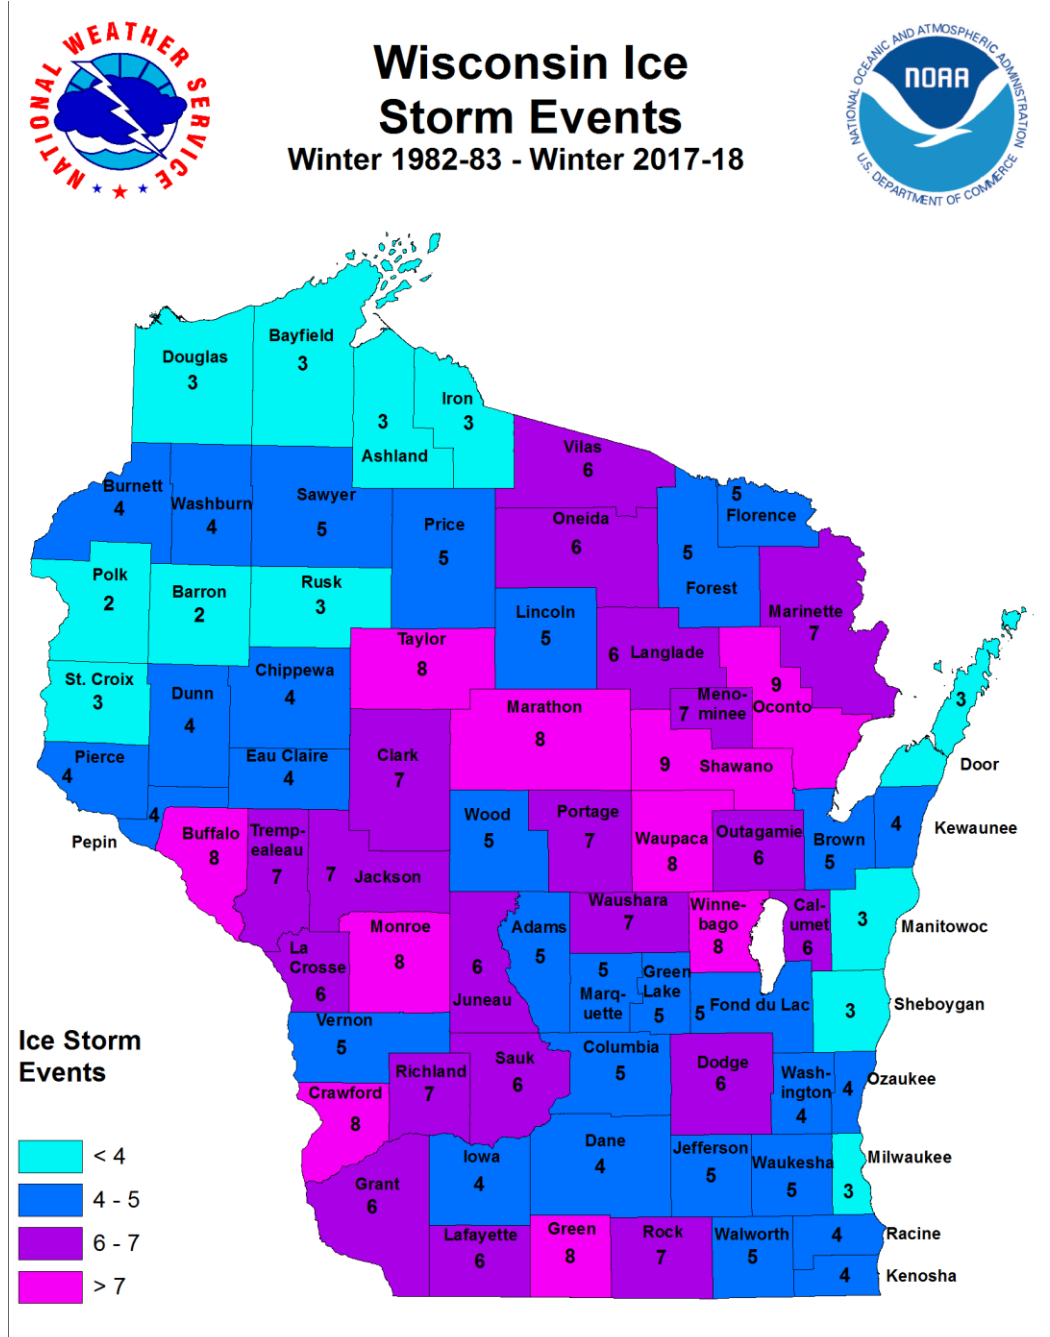 NATIONAL WEATHER SERVICE
Wisconsin Ice
Storm Events
Winter 1982-83 - Winter 2017-18
NATIONAL OCEANIC AND ATMOSPHERIC ADMINISTRATION
NOAA
U.S. DEPARTMENT OF COMMERCE
Bayfield
3
Douglas
3
Iron
3
3
Ashland
Vilas
6
Burnett
4
Washburn
4
Sawyer
5
Price
5
Oneida
6
5
Florence
5
Forest
Polk
2
Barron
2
Rusk
3
Lincoln
5
Marinette
7
Taylor
8
6 Langlade
St. Croix
3
Dunn
4
Chippewa
4
9
Oconto
Meno-
7 minee
3
Door
Marathon
8
Pierce
4
Eau Claire
4
Clark
7
9 Shawano
4
Pepin
Buffalo
8
Tremp-
ealeau
7
7 Jackson
Wood
5
Portage
7
Waupaca
8
Outagamie
6
Brown
5
4
Kewaunee
Monroe
8
La
Crosse
6
6
Juneau
Adams
5
Waushara
7
Winne-
bago
8
Cal-
umet
6
3
Manitowoc
5
Marq-
uette
Green
Lake
5
5 Fond du Lac
3
Sheboygan
Vernon
5
Ice Storm
Events
Richland
7
Sauk
6
Columbia
5
Dodge
6
Wash-
ington
4
4
Ozaukee
Crawford
8
< 4
4 - 5
6 - 7
> 7
Grant
6
Iowa
4
Dane
4
Jefferson
5
Waukesha
5
Milwaukee
3
Lafayette
6
Green
8
Rock
7
Walworth
5
4
Racine
4
Kenosha